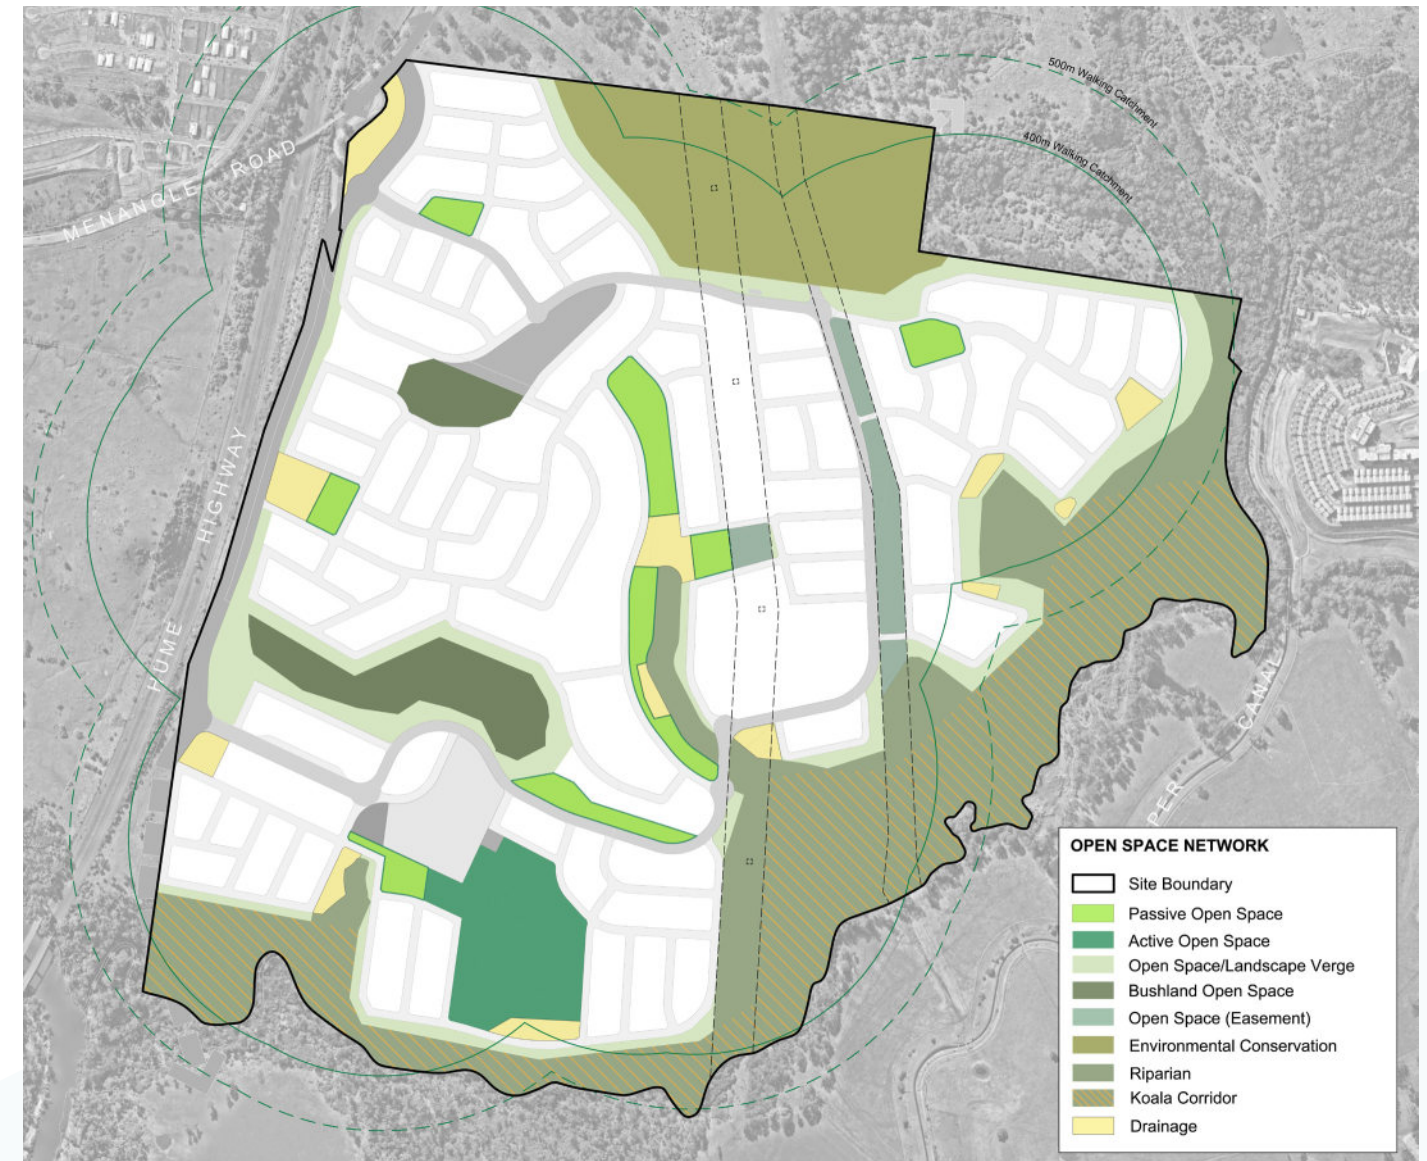 500m Walking Catchment
400m Walking Catchment
MENANGLE ROAD
HUME HIGHWAY
PER CANAL
OPEN SPACE NETWORK
Site Boundary
Passive Open Space
Active Open Space
Open Space/Landscape Verge
Bushland Open Space
Open Space (Easement)
Environmental Conservation
Riparian
Koala Corridor
Drainage